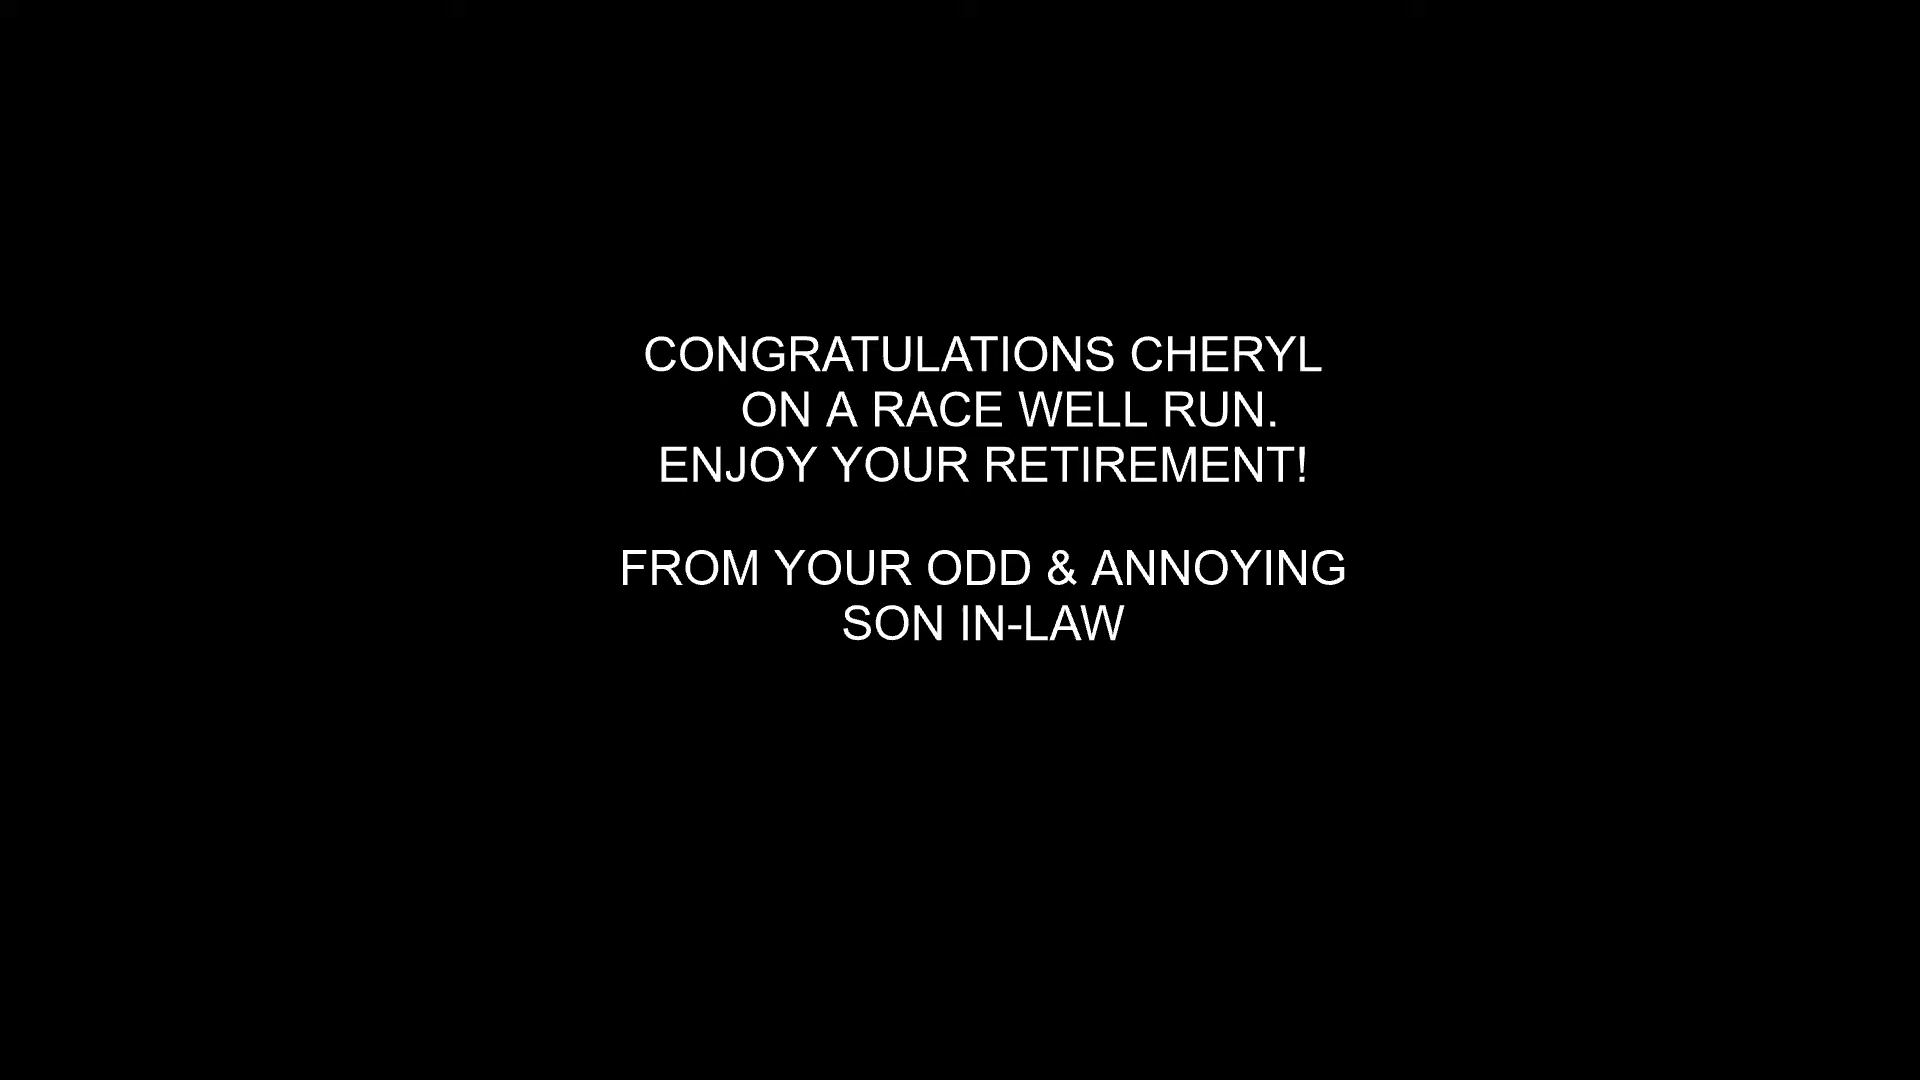 CONGRATULATIONS CHERYL
ON A RACE WELL RUN.
ENJOY YOUR RETIREMENT!
FROM YOUR ODD & ANNOYING
SON IN-LAW